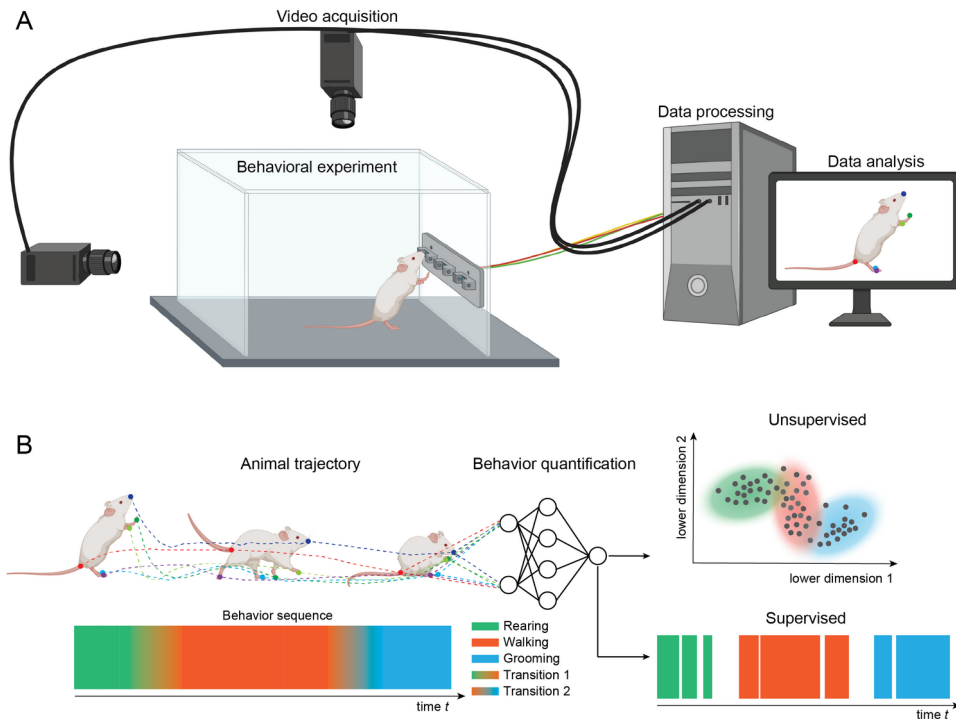 A
Video acquisition
Data processing
Behavioral experiment
Data analysis
B
Unsupervised
Animal trajectory
Behavior quantification
lower dimension 2
lower dimension 1
Behavior sequence
Rearing
Walking
Grooming
Transition 1
Transition 2
time t
Supervised
time t